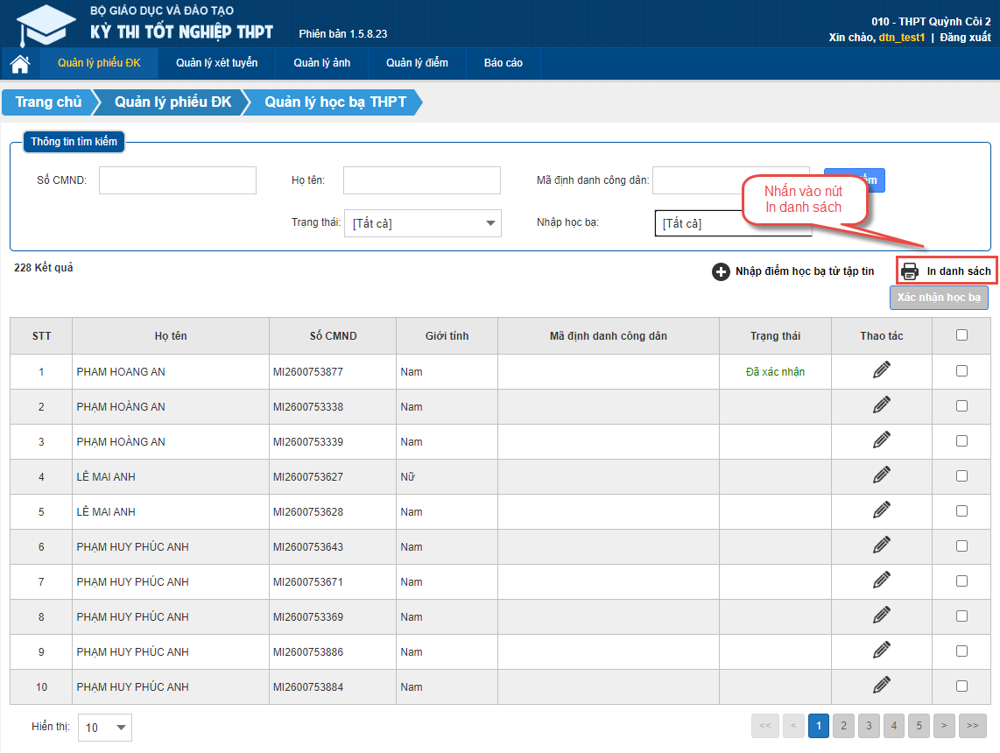 BỘ GIÁO DỤC VÀ ĐÀO TẠO
KỲ THI TỐT NGHIỆP THPT
Phiên bản 1.5.8.23
010 - THPT Quỳnh Côi 2
Xin chào, dtn_test1 | Đăng xuất
Quản lý phiếu ĐK Quản lý xét tuyển Quản lý ảnh Quản lý điểm Báo cáo
Trang chủ Quản lý phiếu ĐK Quản lý học bạ THPT
Thông tin tìm kiếm
Số CMND: Họ tên: Mã định danh công dân:
Nhấn vào nút
In danh sách
Trạng thái: [Tất cả] Nhập học bạ: [Tất cả]
228 Kết quả
Nhập điểm học bạ từ tập tin In danh sách
Xác nhận học bạ
STT Họ tên Số CMND Giới tính Mã định danh công dân Trạng thái Thao tác
1 PHAM HOANG AN MI2600753877 Nam Đã xác nhận
2 PHẠM HOÀNG AN MI2600753338 Nam
3 PHẠM HOÀNG AN MI2600753339 Nam
4 LÊ MAI ANH MI2600753627 Nữ
5 LÊ MAI ANH MI2600753628 Nam
6 PHẠM HUY PHÚC ANH MI2600753643 Nam
7 PHẠM HUY PHÚC ANH MI2600753671 Nam
8 PHẠM HUY PHÚC ANH MI2600753369 Nam
9 PHẠM HUY PHÚC ANH MI2600753886 Nam
10 PHẠM HUY PHÚC ANH MI2600753884 Nam
Hiển thị: 10 << < 1 2 3 4 5 > >>